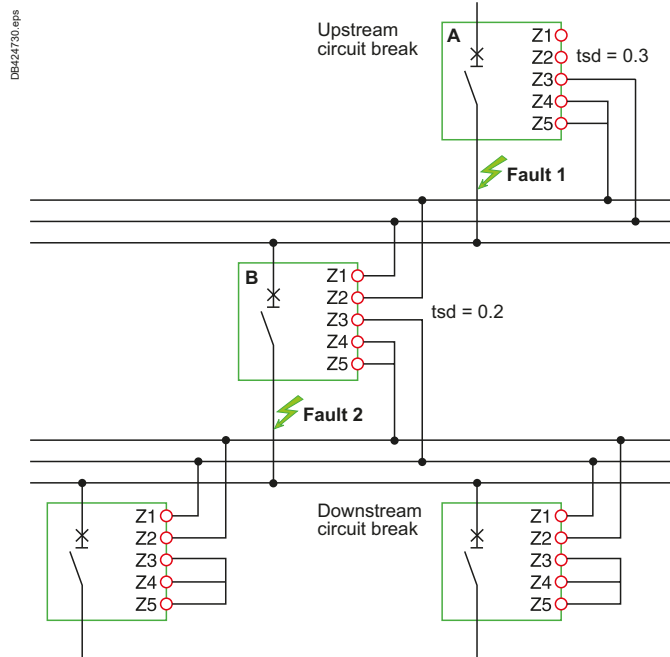 DB424730.eps
Upstream
circuit break
A
Z1
Z2
Z3
Z4
Z5
tsd = 0.3
Fault 1
B
Z1
Z2
Z3
Z4
Z5
tsd = 0.2
Fault 2
Z1
Z2
Z3
Z4
Z5
Downstream
circuit break
Z1
Z2
Z3
Z4
Z5